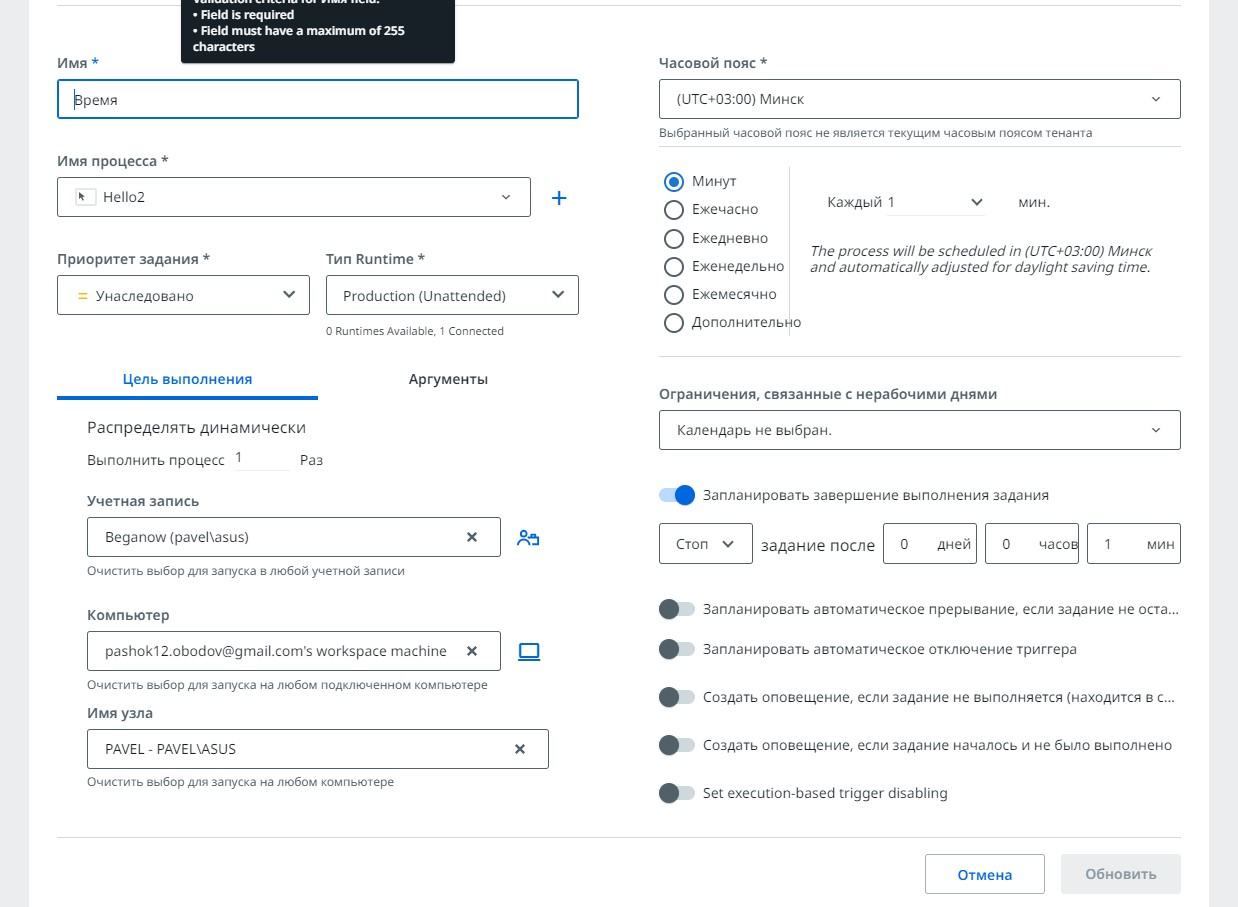 Validation criteria for Имя field:
• Field is required
• Field must have a maximum of 255
characters
Имя *
Время
Имя процесса *
Hello2
Приоритет задания *
Тип Runtime *
Унаследовано
Production (Unattended)
0 Runtimes Available, 1 Connected
Цель выполнения
Аргументы
Распределять динамически
Выполнить процесс 1 Раз
Учетная запись
Beganow (pavel\asus)
Очистить выбор для запуска в любой учетной записи
Компьютер
pashok12.obodov@gmail.com's workspace machine
Очистить выбор для запуска на любом подключенном компьютере
Имя узла
PAVEL - PAVEL\ASUS
Очистить выбор для запуска на любом компьютере
Часовой пояс *
(UTC+03:00) Минск
Выбранный часовой пояс не является текущим часовым поясом тенанта
Минут
Ежечасно
Ежедневно
Еженедельно
Ежемесячно
Дополнительно
Каждый 1 мин.
The process will be scheduled in (UTC+03:00) Минск
and automatically adjusted for daylight saving time.
Ограничения, связанные с нерабочими днями
Календарь не выбран.
Запланировать завершение выполнения задания
Стоп задание после 0 дней 0 часов 1 мин
Запланировать автоматическое прерывание, если задание не оста...
Запланировать автоматическое отключение триггера
Создать оповещение, если задание не выполняется (находится в с...
Создать оповещение, если задание началось и не было выполнено
Set execution-based trigger disabling
Отмена
Обновить